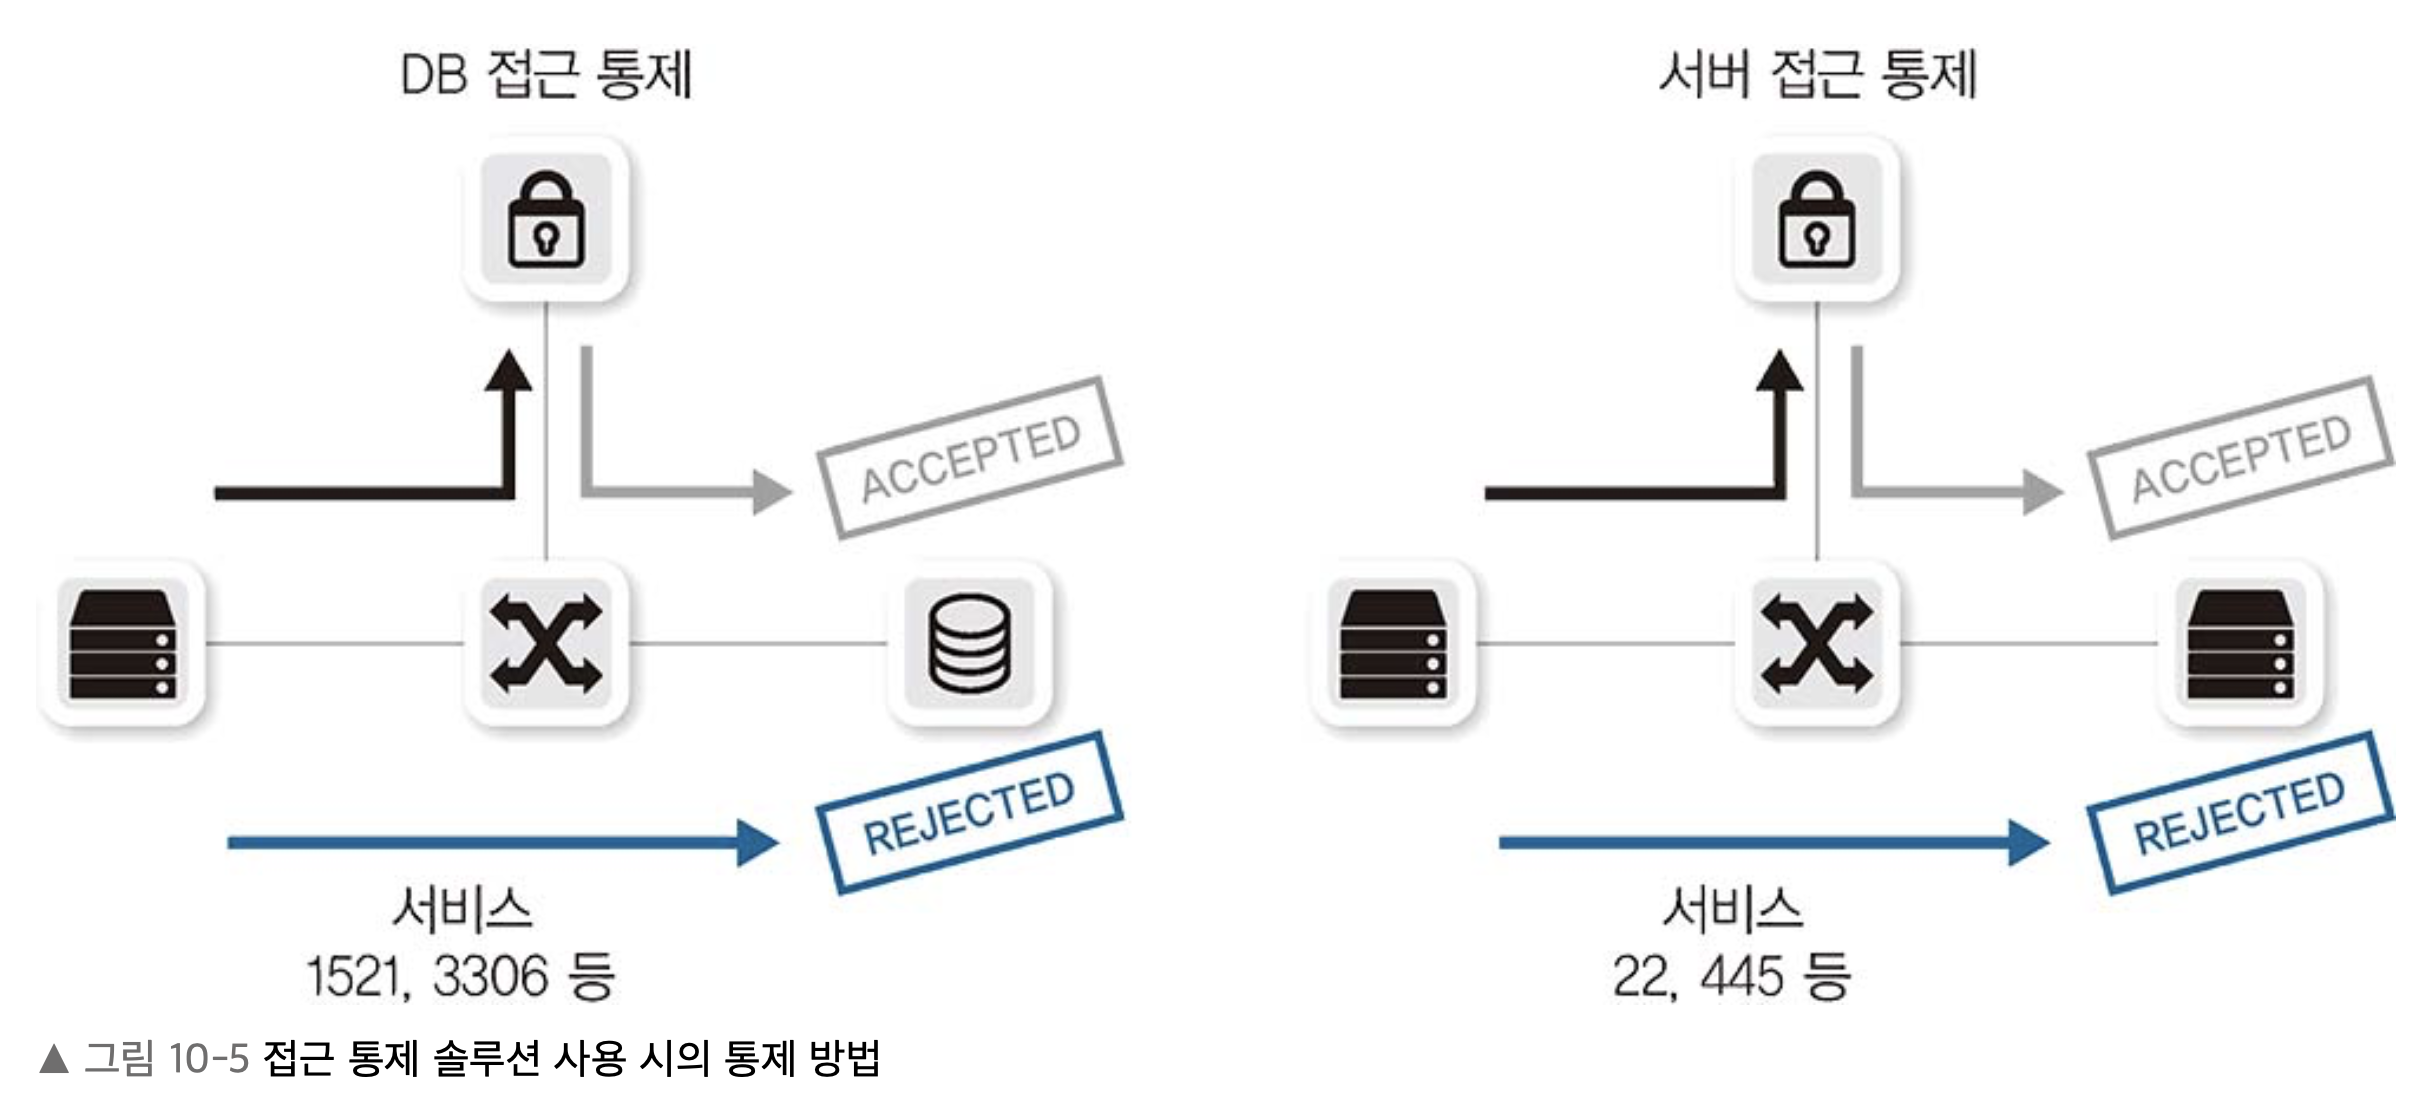 DB 접근 통제
ACCEPTED
REJECTED
서비스
1521, 3306 등
서버 접근 통제
ACCEPTED
REJECTED
서비스
22, 445 등
▲ 그림 10-5 접근 통제 솔루션 사용 시의 통제 방법